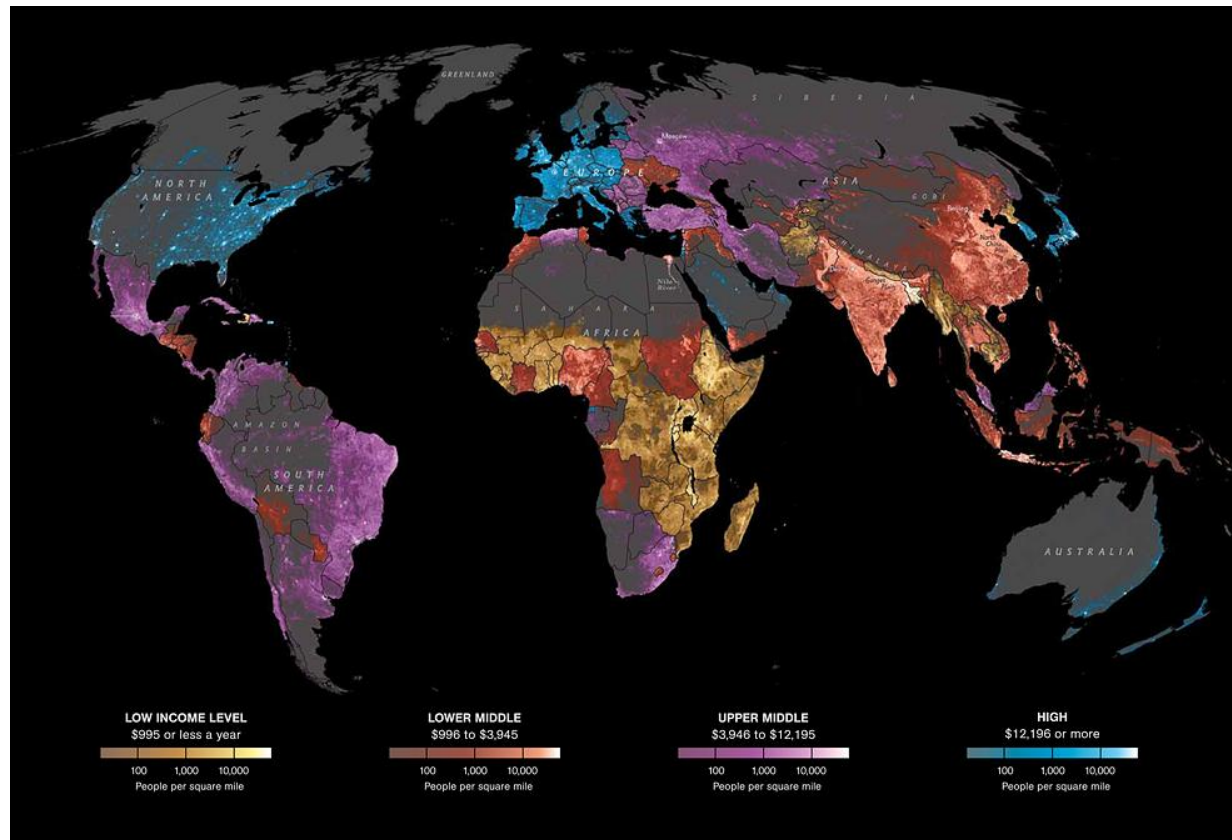 GREENLAND
SIBERIA
Moscow
NORTH
AMERICA
EUROPE
ASIA
GOBI
Beijing
North
China
Plain
HIMALAYA
Delhi
Ganges
Plain
Nile
River
SAHARA
AFRICA
AMAZON
BASIN
SOUTH
AMERICA
AUSTRALIA
LOW INCOME LEVEL
$995 or less a year
100 1,000 10,000
People per square mile
LOWER MIDDLE
$996 to $3,945
100 1,000 10,000
People per square mile
UPPER MIDDLE
$3,946 to $12,195
100 1,000 10,000
People per square mile
HIGH
$12,196 or more
100 1,000 10,000
People per square mile